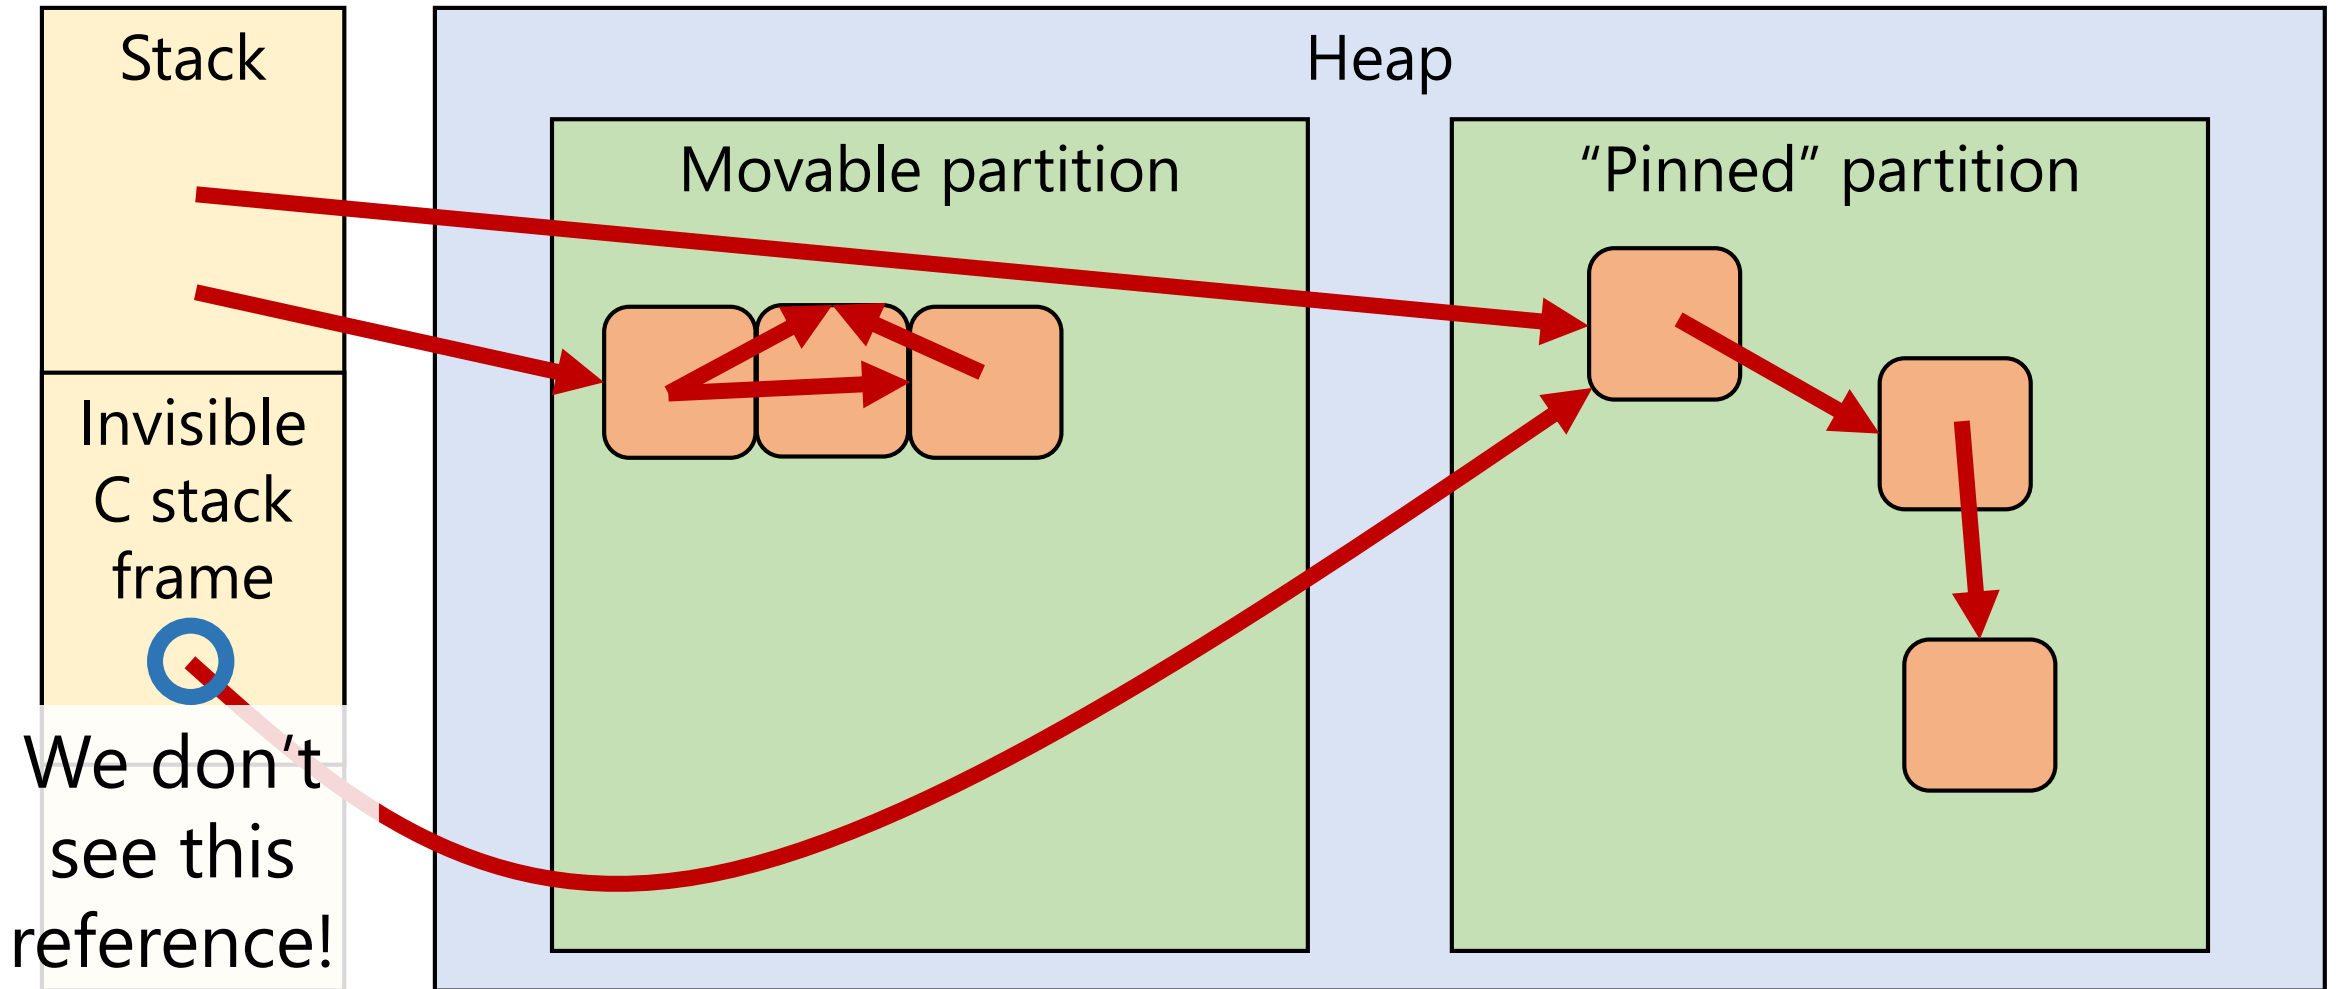 Stack
Heap
Movable partition
“Pinned” partition
Invisible
C stack
frame
We don’t
see this
reference!